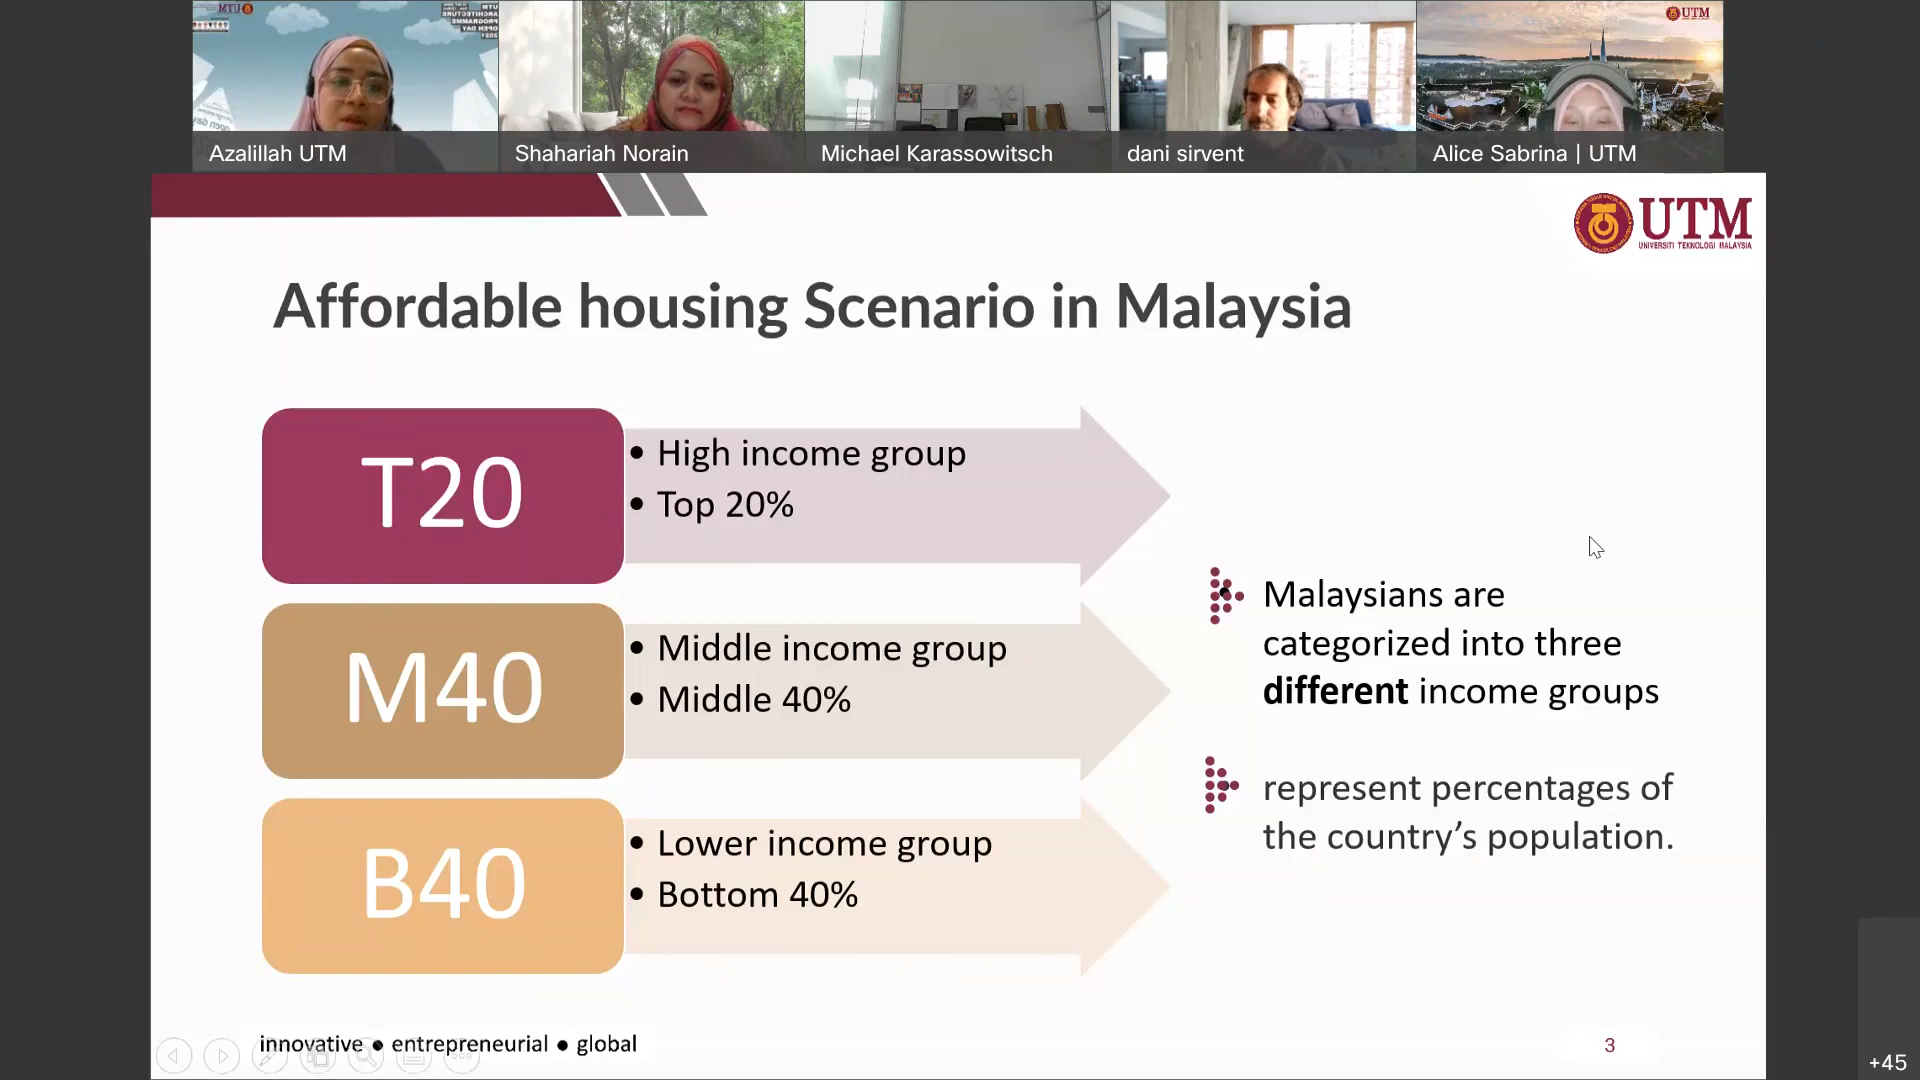 Azalillah UTM
Shahariah Norain
Michael Karassowitsch
dani sirvent
Alice Sabrina | UTM
UTM
UTM
UNIVERSITI TEKNOLOGI MALAYSIA
Affordable housing Scenario in Malaysia
T20
• High income group
• Top 20%
M40
• Middle income group
• Middle 40%
B40
• Lower income group
• Bottom 40%
Malaysians are
categorized into three
different income groups
represent percentages of
the country’s population.
innovative ● entrepreneurial ● global
3
+45